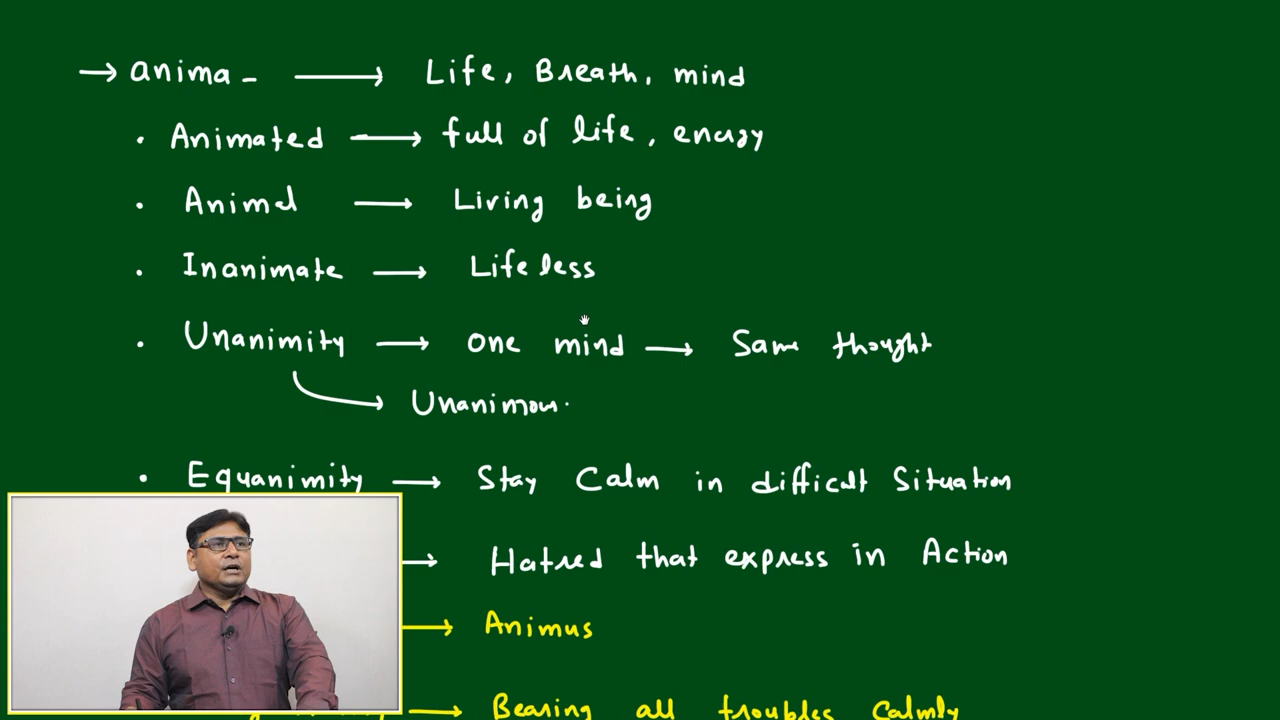 → anima - → Life, Breath, mind
· Animated → full of life, energy
· Animal → Living being
· Inanimate → Lifeless
· Unanimity → one mind → Same thought
→ Unanimous.
· Equanimity → Stay Calm in difficult Situation
→ Hatred that express in Action
→ Animus
→ Bearing all troubles Calmly